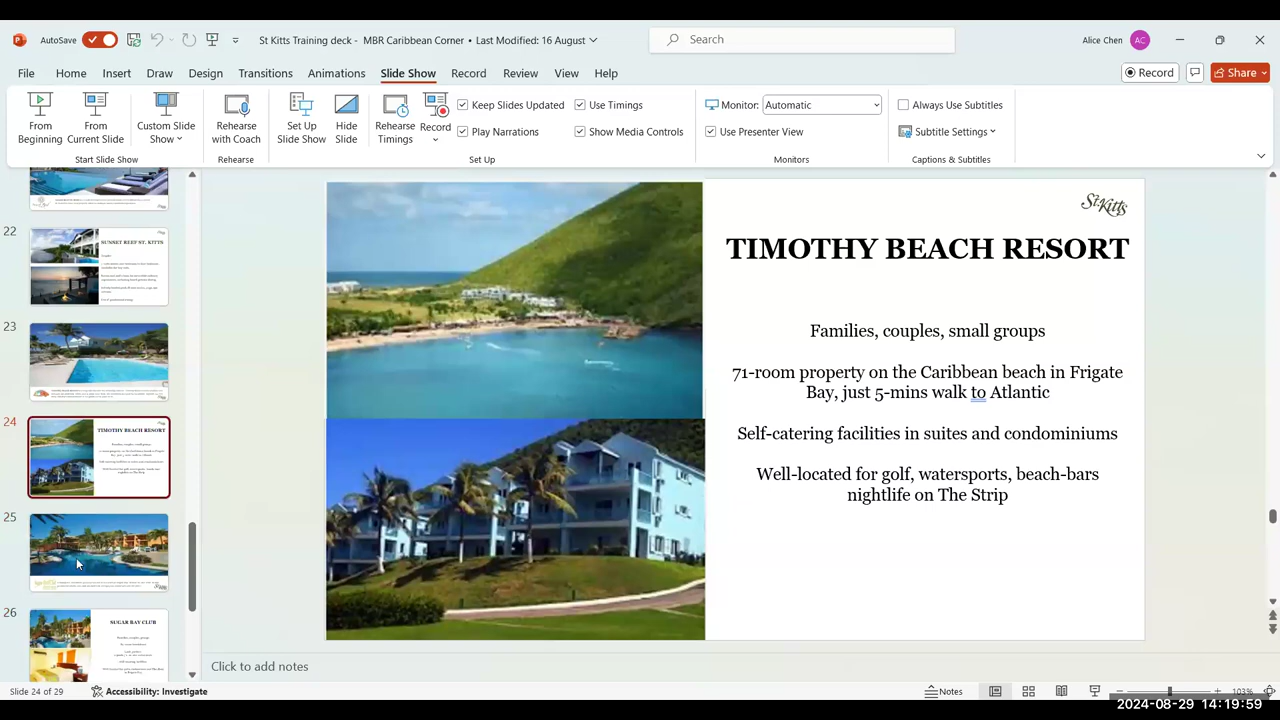 AutoSave
St Kitts Training deck - MBR Caribbean Corner • Last Modified: 16 August
Search
Alice Chen
AC
File Home Insert Draw Design Transitions Animations Slide Show Record Review View Help
Record
Share
From Beginning
From Current Slide
Custom Slide Show
Rehearse with Coach
Set Up Slide Show
Hide Slide
Rehearse Timings
Record
Keep Slides Updated
Use Timings
Play Narrations
Show Media Controls
Monitor: Automatic
Use Presenter View
Always Use Subtitles
Subtitle Settings
Start Slide Show
Rehearse
Set Up
Monitors
Captions & Subtitles
22
SUNSET REEF ST. KITTS
23
24
TIMOTHY BEACH RESORT
25
26
SUGAR BAY CLUB
St. Kitts
TIMOTHY BEACH RESORT
Families, couples, small groups
71-room property on the Caribbean beach in Frigate
Bay, just 5-mins walk to Atlantic
Self-catering facilities in suites and condominiums
Well-located for golf, watersports, beach-bars
nightlife on The Strip
Click to add notes
Slide 24 of 29
Accessibility: Investigate
Notes
103%
2024-08-29 14:19:59